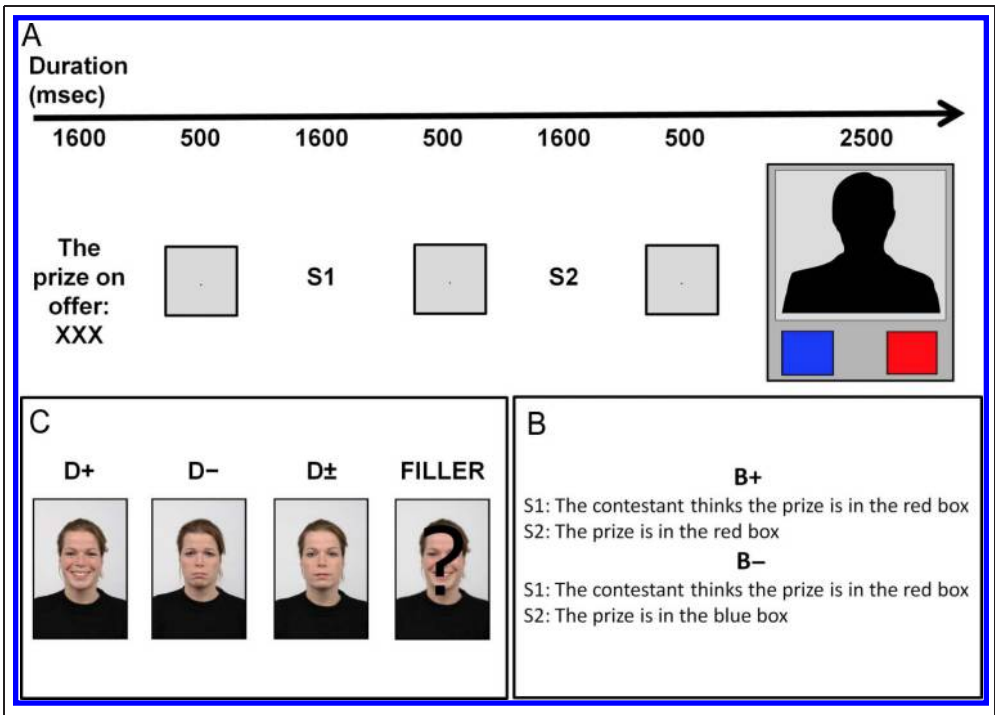 A
Duration
(msec)
1600 500 1600 500 1600 500 2500
The
prize on
offer:
XXX
S1
S2
C
D+ D− D± FILLER
?
B
B+
S1: The contestant thinks the prize is in the red box
S2: The prize is in the red box
B−
S1: The contestant thinks the prize is in the red box
S2: The prize is in the blue box